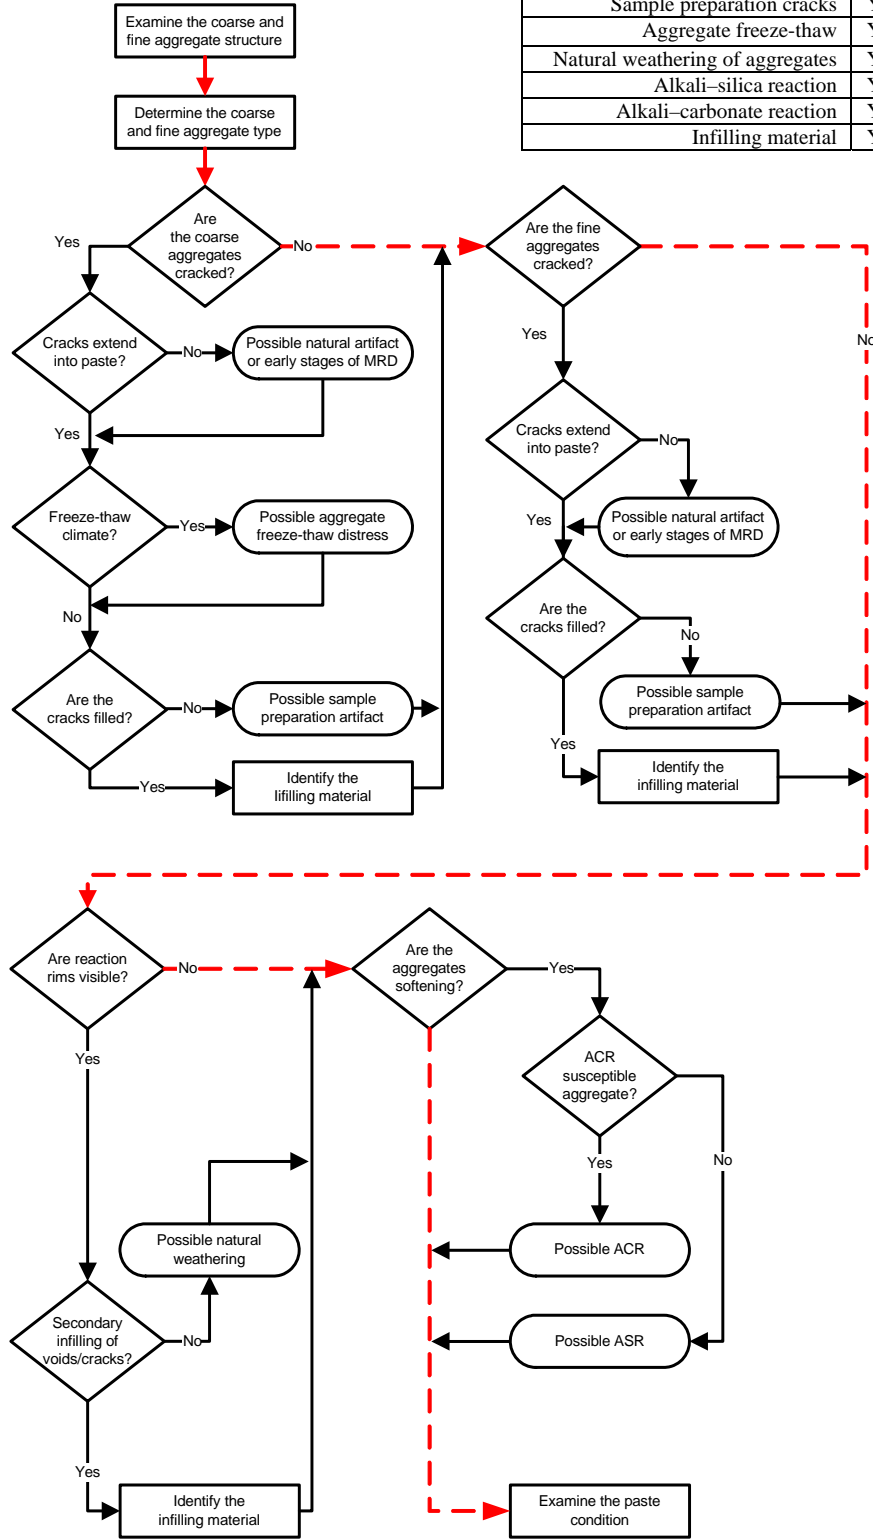 Examine the coarse and
fine aggregate structure
Sample preparation cracks
Aggregate freeze-thaw Y
Natural weathering of aggregates Y
Alkali–silica reaction Y
Alkali–carbonate reaction Y
Infilling material Y
Determine the coarse
and fine aggregate type
Are
the coarse
aggregates
cracked?
Yes
No
Are the fine
aggregates
cracked?
No
Yes
Cracks extend
into paste?
No
Possible natural artifact
or early stages of MRD
Yes
Cracks extend
into paste?
No
Yes
Possible natural artifact
or early stages of MRD
Freeze-thaw
climate?
Yes
Possible aggregate
freeze-thaw distress
No
Are the
cracks filled?
No
Possible sample
preparation artifact
Yes
Are the
cracks filled?
No
Possible sample
preparation artifact
Yes
Identify the
infilling material
Yes
Identify the
lifilling material
Are reaction
rims visible?
No
Are the
aggregates
softening?
Yes
Yes
ACR
susceptible
aggregate?
Yes
No
Possible natural
weathering
Possible ACR
Secondary
infilling of
voids/cracks?
No
Possible ASR
Yes
Identify the
infilling material
Examine the paste
condition